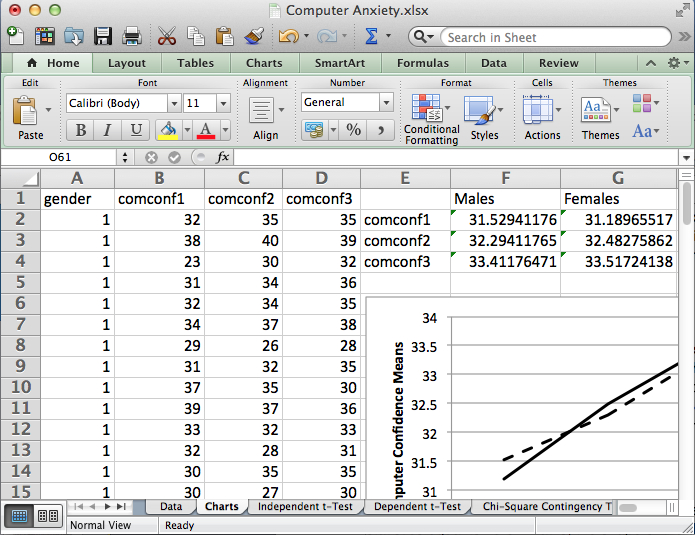 Computer Anxiety.xlsx
Search in Sheet
Home Layout Tables Charts SmartArt Formulas Data Review
Edit Font Alignment Number Format Cells Themes
Calibri (Body) 11 General
B I U A % ,
Paste Align Conditional Formatting Styles Actions Aa Themes Aa
O61 fx
A B C D E F G
1 gender comconf1 comconf2 comconf3 Males Females
2 1 32 35 35 comconf1 31.52941176 31.18965517
3 1 38 40 39 comconf2 32.29411765 32.48275862
4 1 23 30 32 comconf3 33.41176471 33.51724138
5 1 31 34 36
6 1 32 34 35
7 1 34 37 38
8 1 29 26 28
9 1 31 32 35
10 1 37 35 30
11 1 39 37 36
12 1 33 32 33
13 1 32 28 31
14 1 30 35 35
15 1 30 27 30
34
33.5
33
32.5
32
31.5
31
nputer Confidence Means
Data Charts Independent t-Test Dependent t-Test Chi-Square Contingency T
Normal View Ready